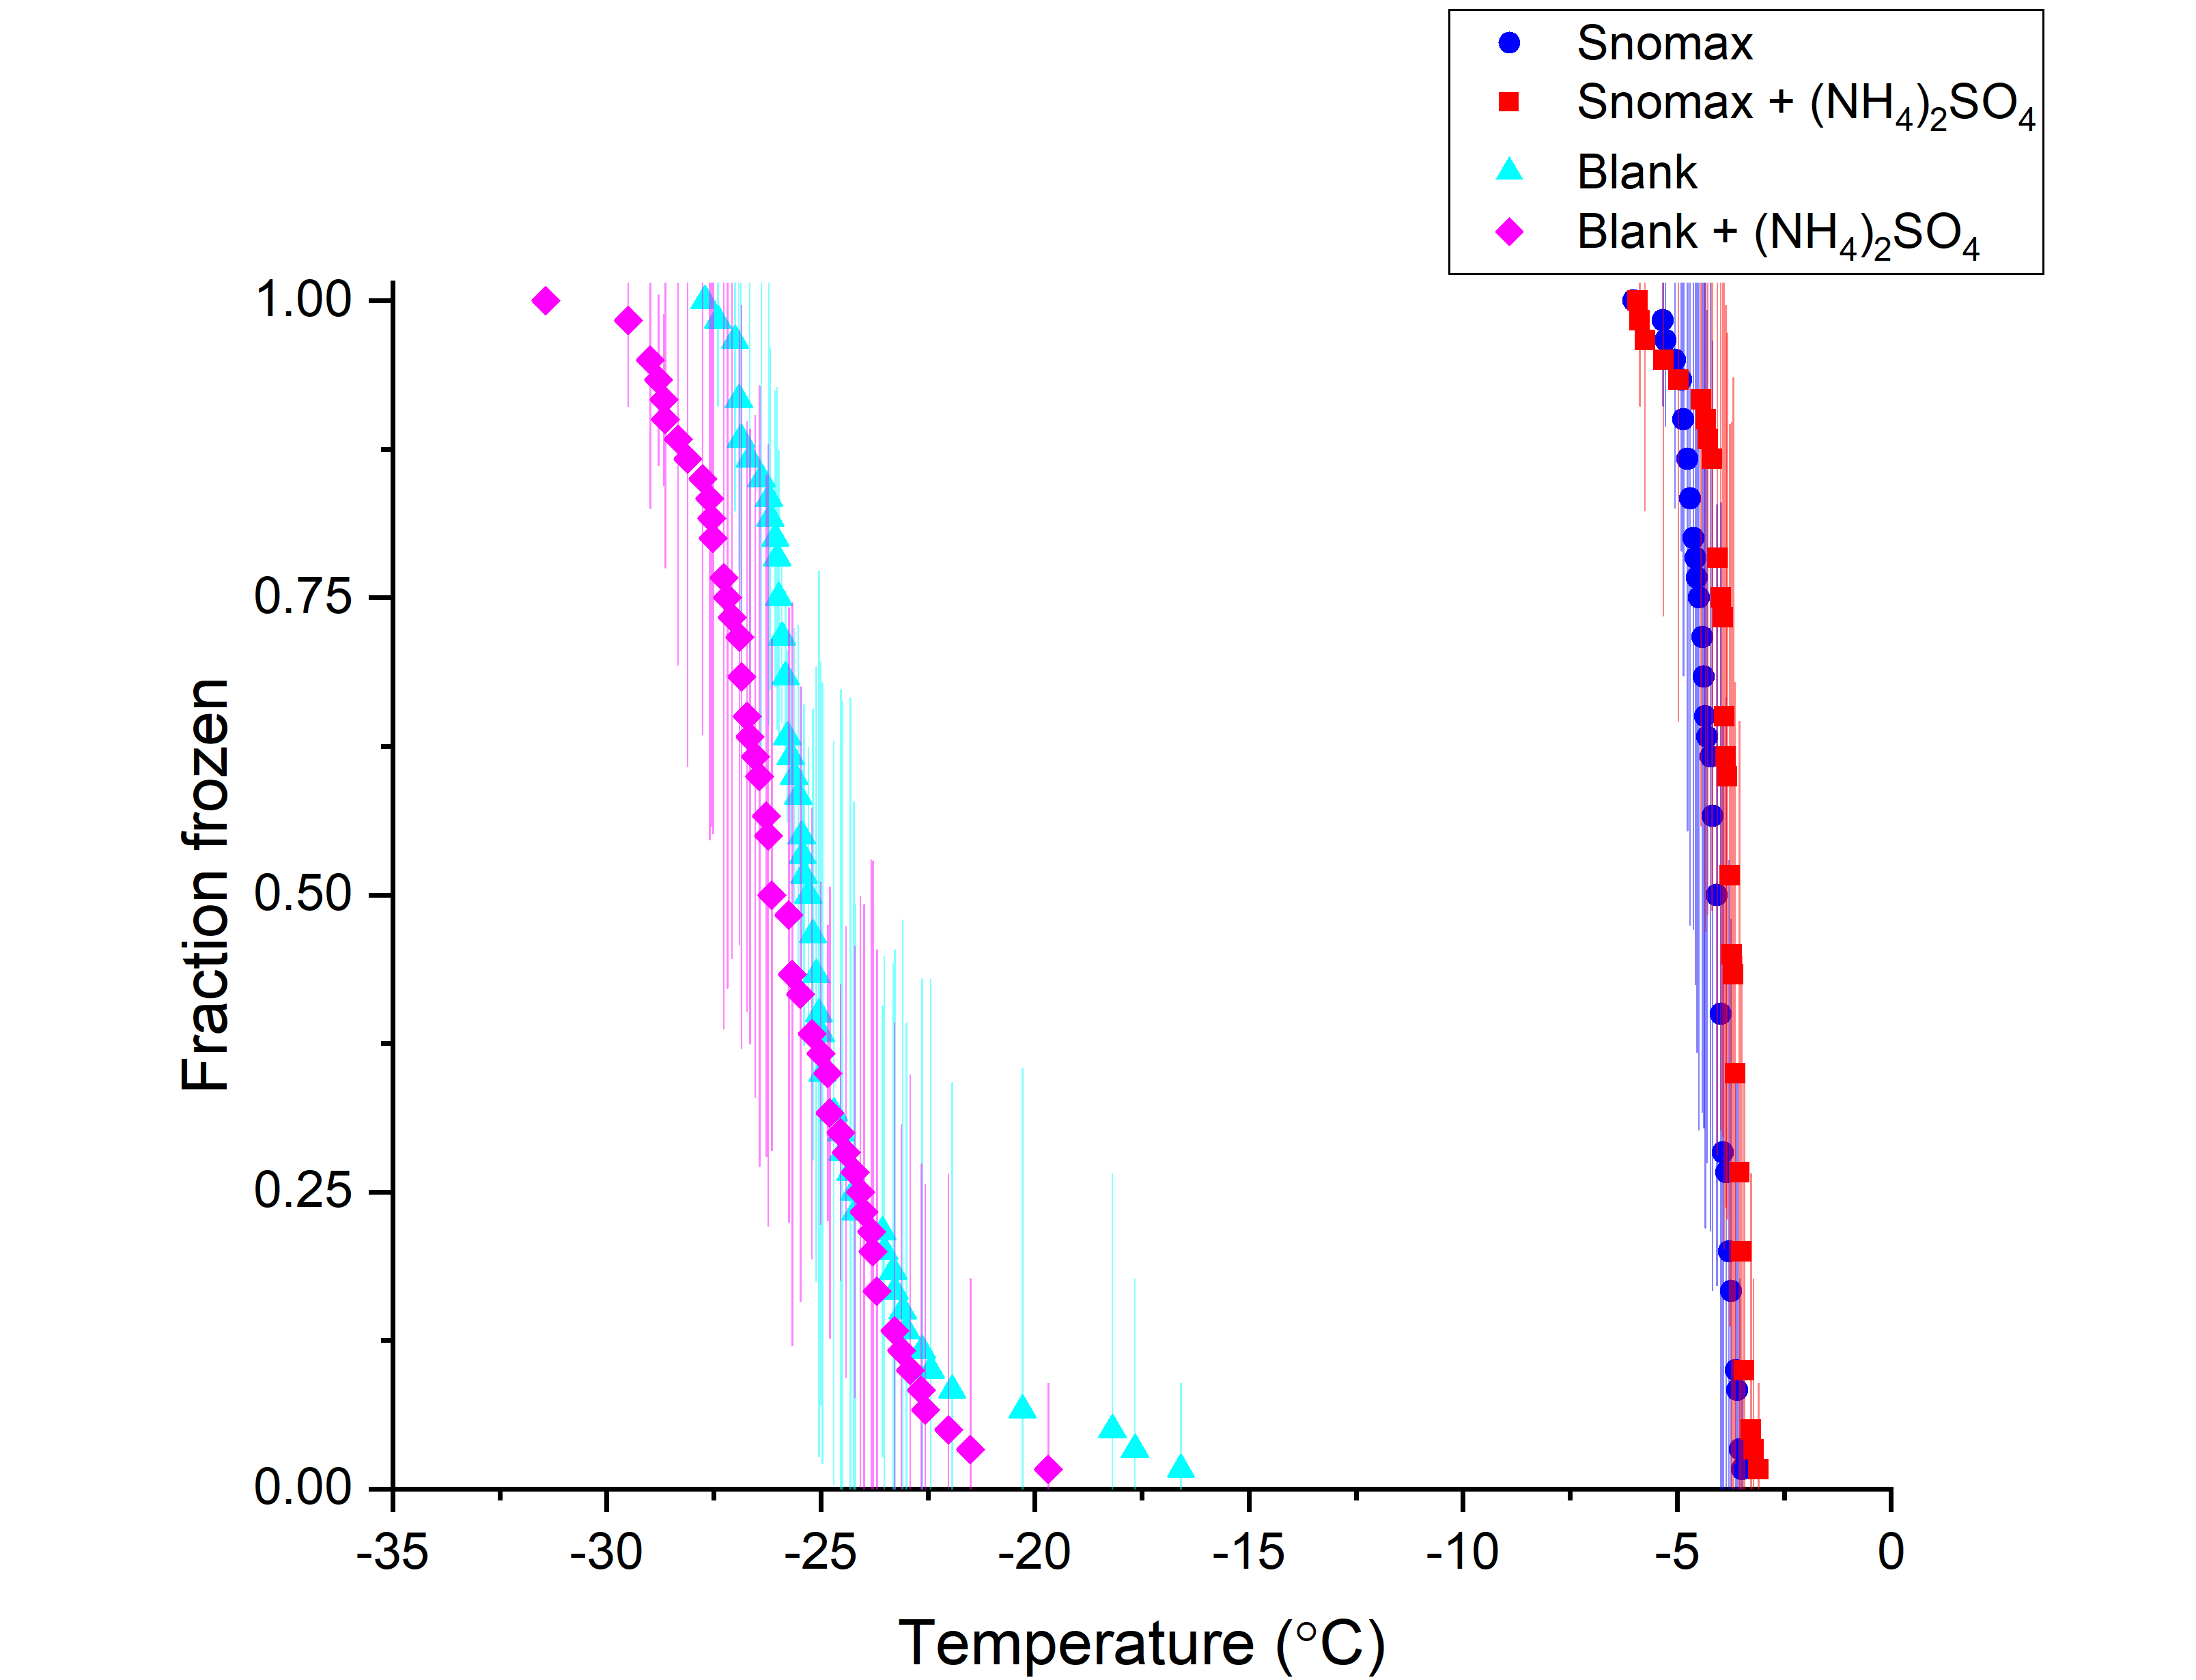 Snomax
Snomax + (NH4)2SO4
Blank
Blank + (NH4)2SO4
1.00
0.75
0.50
0.25
0.00
Fraction frozen
-35 -30 -25 -20 -15 -10 -5 0
Temperature (°C)